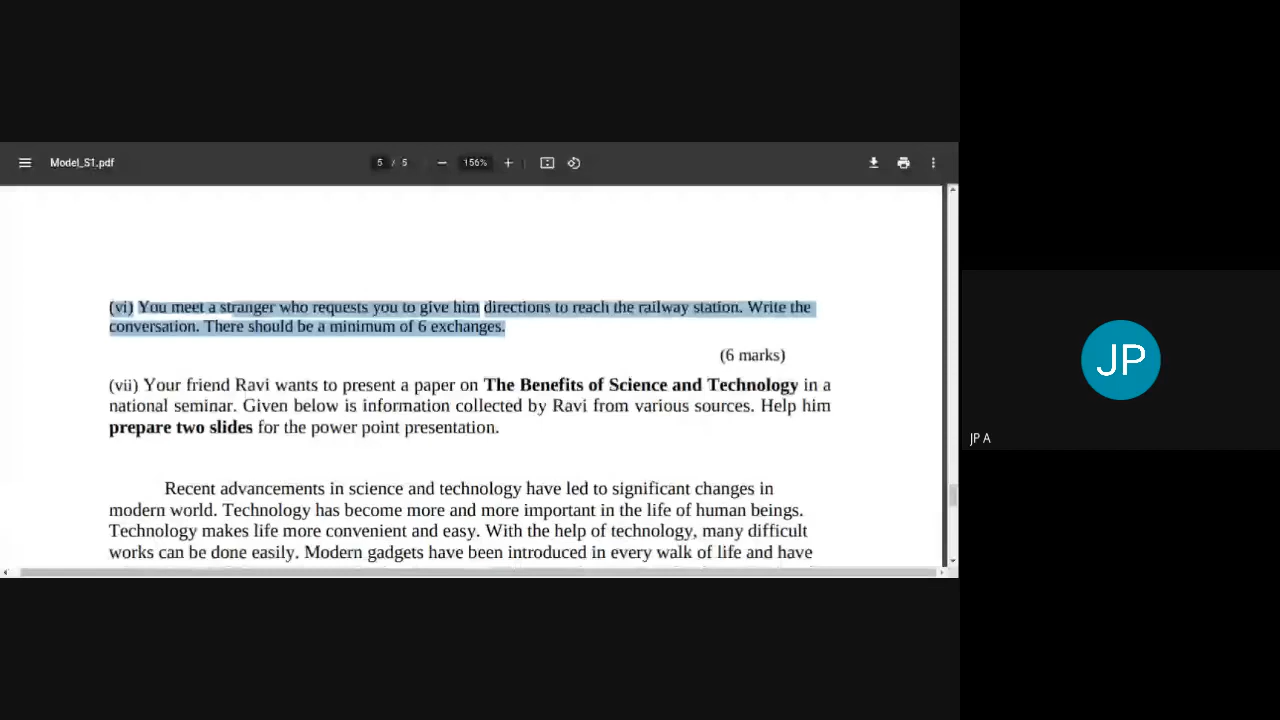 Model_S1.pdf
5 / 5
156%
(vi) You meet a stranger who requests you to give him directions to reach the railway station. Write the
conversation. There should be a minimum of 6 exchanges.
(6 marks)
(vii) Your friend Ravi wants to present a paper on The Benefits of Science and Technology in a
national seminar. Given below is information collected by Ravi from various sources. Help him
prepare two slides for the power point presentation.
Recent advancements in science and technology have led to significant changes in
modern world. Technology has become more and more important in the life of human beings.
Technology makes life more convenient and easy. With the help of technology, many difficult
works can be done easily. Modern gadgets have been introduced in every walk of life and have
JP
JP A